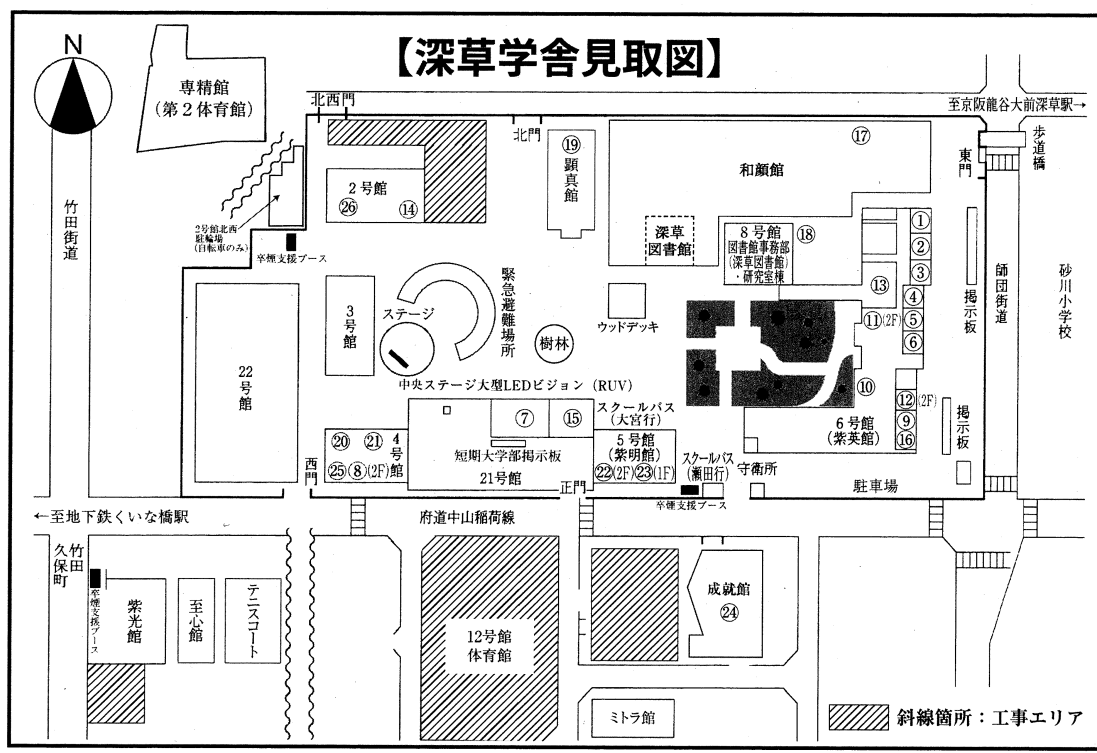 【深草学舎見取図】
N
専精館
(第2体育館)
北西門
北門
至京阪龍谷大前深草駅→
歩道橋
東門
⑲
顕真館
⑰
和顔館
2号館
㉖
⑭
竹田街道
2号館北西
駐輪場
(自転車のみ)
卒煙支援ブース
深草
図書館
8号館
図書館事務部
(深草図書館)
・研究室棟
⑱
①
②
③
④
⑤
⑥
⑬
⑪(2F)
掲示板
師団街道
砂川小学校
3号館
ステージ
緊急避難場所
ウッドデッキ
樹林
22号館
中央ステージ大型LEDビジョン(RUV)
⑩
⑫(2F)
⑨
⑯
6号館
(紫英館)
掲示板
スクールバス
(大宮行)
⑦
⑮
短期大学部掲示板
21号館
⑳
㉑
㉕
⑧(2F)
4号館
5号館
(紫明館)
㉒(2F)㉓(1F)
スクールバス
(瀬田行)
守衛所
駐車場
西門
正門
卒煙支援ブース
←至地下鉄くいな橋駅
府道中山稲荷線
竹田
久保町
卒煙支援ブース
紫光館
至心館
テニスコート
12号館
体育館
成就館
㉔
ミトラ館
斜線箇所：工事エリア